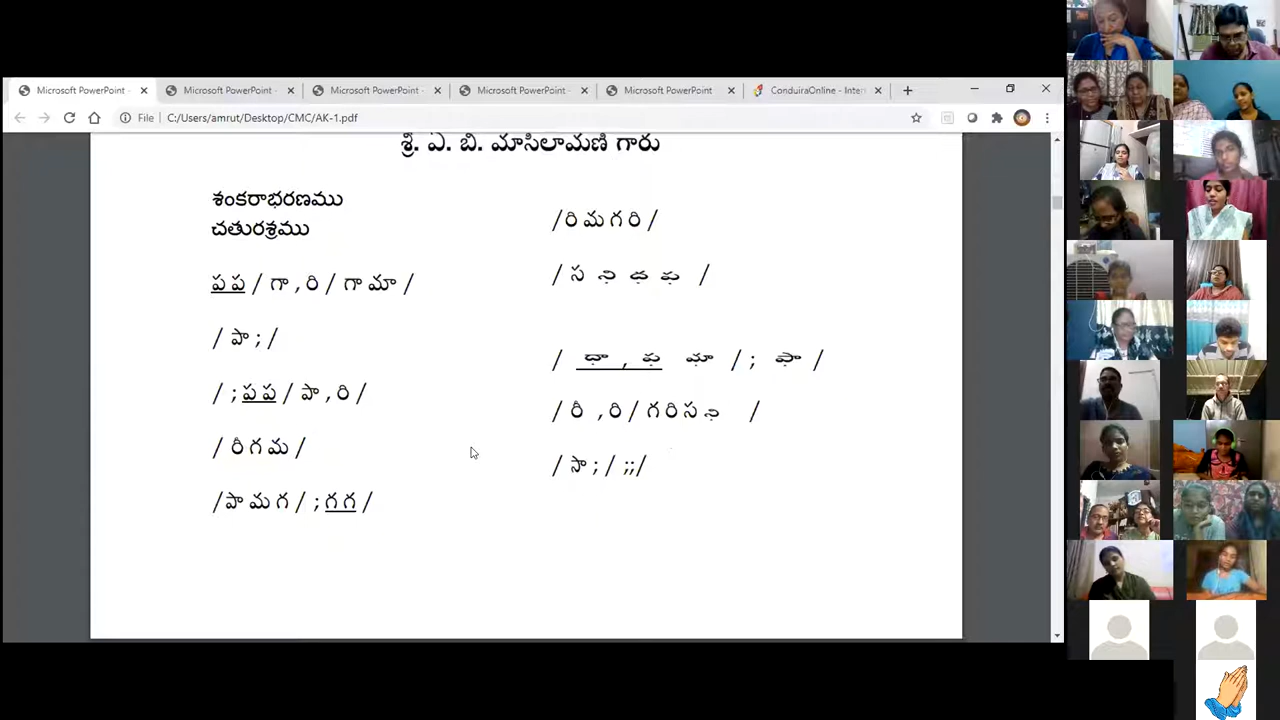 Microsoft PowerPoint - Microsoft PowerPoint - Microsoft PowerPoint - Microsoft PowerPoint - Microsoft PowerPoint ConduiraOnline - Inter
File C:/Users/amrut/Desktop/CMC/AK-1.pdf
శ్రీ. ఏ. బి. మాసిలామణి గారు
శంకరాభరణము
చతురశ్రము
పప / గా , రి / గా మా /
/ పా ; /
/ ; పప / పా , రి /
/ రీ గ మ /
/పా మ గ / ; గగ /
/రి మ గ రి /
/ స ని ద ప /
/ దా , ప మా / ; పా /
/ రీ , రి / గ రి స ని /
/ సా ; / ;; /